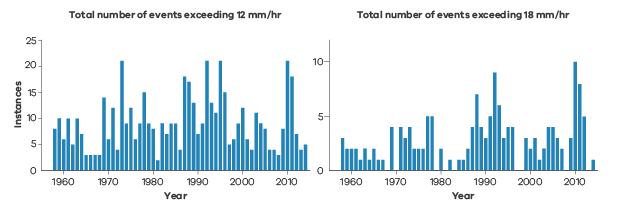 Total number of events exceeding 12 mm/hr
Total number of events exceeding 18 mm/hr
Instances
25
20
15
10
5
0
1960 1970 1980 1990 2000 2010
Year
10
5
0
1960 1970 1980 1990 2000 2010
Year